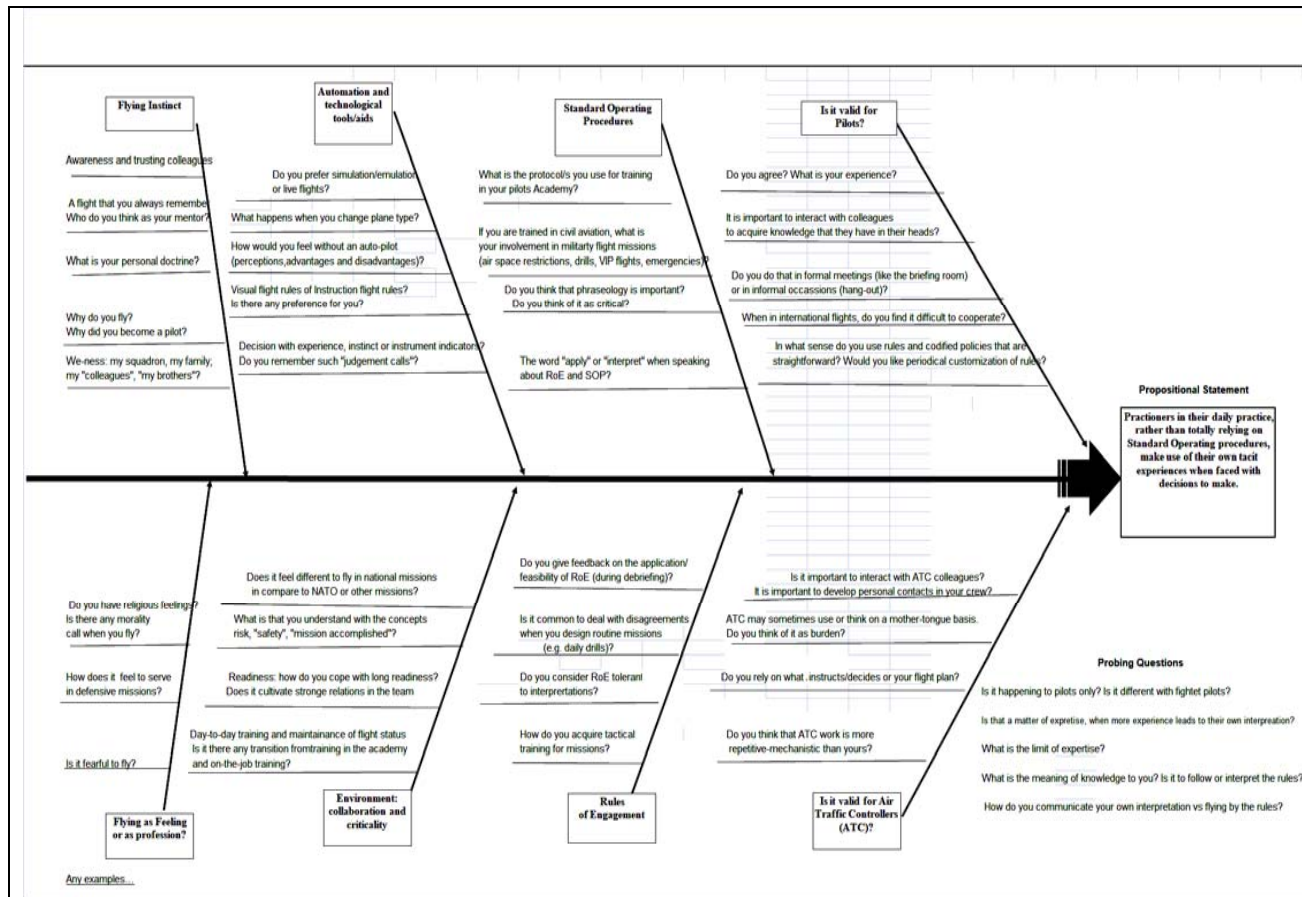 Flying Instinct
Awareness and trusting colleagues
A flight that you always remember
Who do you think as your mentor?
What is your personal doctrine?
Why do you fly?
Why did you become a pilot?
We-ness: my squadron, my family,
my "colleagues", "my brothers"?
Automation and
technological
tools/aids
Do you prefer simulation/emulation
or live flights?
What happens when you change plane type?
How would you feel without an auto-pilot
(perceptions,advantages and disadvantages)?
Visual flight rules of Instruction flight rules?
Is there any preference for you?
Decision with experience, instinct or instrument indicators?
Do you remember such "judgement calls"?
Standard Operating
Procedures
What is the protocol/s you use for training
in your pilots Academy?
If you are trained in civil aviation, what is
your involvement in militarty flight missions
(air space restrictions, drills, VIP flights, emergencies)?
Do you think that phraseology is important?
Do you think of it as critical?
The word "apply" or "interpret" when speaking
about RoE and SOP?
Is it valid for
Pilots?
Do you agree? What is your experience?
It is important to interact with colleagues
to acquire knowledge that they have in their heads?
Do you do that in formal meetings (like the briefing room)
or in informal occassions (hang-out)?
When in international flights, do you find it difficult to cooperate?
In what sense do you use rules and codified policies that are
straightforward? Would you like periodical customization of rules?
Propositional Statement
Practioners in their daily practice,
rather than totally relying on
Standard Operating procedures,
make use of their own tacit
experiences when faced with
decisions to make.
Do you have religious feelings?
Is there any morality
call when you fly?
How does it feel to serve
in defensive missions?
Is it fearful to fly?
Flying as Feeling
or as profession?
Any examples...
Does it feel different to fly in national missions
in compare to NATO or other missions?
What is that you understand with the concepts
risk, "safety", "mission accomplished"?
Readiness: how do you cope with long readiness?
Does it cultivate stronge relations in the team
Day-to-day training and maintainance of flight status
Is it there any transition fromtraining in the academy
and on-the-job training?
Environment:
collaboration and
criticality
Do you give feedback on the application/
feasibility of RoE (during debriefing)?
Is it common to deal with disagreements
when you design routine missions
(e.g. daily drills)?
Do you consider RoE tolerant
to interpertations?
How do you acquire tactical
training for missions?
Rules
of Engagement
Is it important to interact with ATC colleagues?
It is important to develop personal contacts in your crew?
ATC may sometimes use or think on a mother-tongue basis.
Do you think of it as burden?
Do you rely on what .instructs/decides or your flight plan?
Do you think that ATC work is more
repetitive-mechanistic than yours?
Is it valid for Air
Traffic Controllers
(ATC)?
Probing Questions
Is it happening to pilots only? Is it different with fightet pilots?
Is that a matter of expretise, when more experience leads to their own interpreation?
What is the limit of expertise?
What is the meaning of knowledge to you? Is it to follow or interpret the rules?
How do you communicate your own interpretation vs flying by the rules?